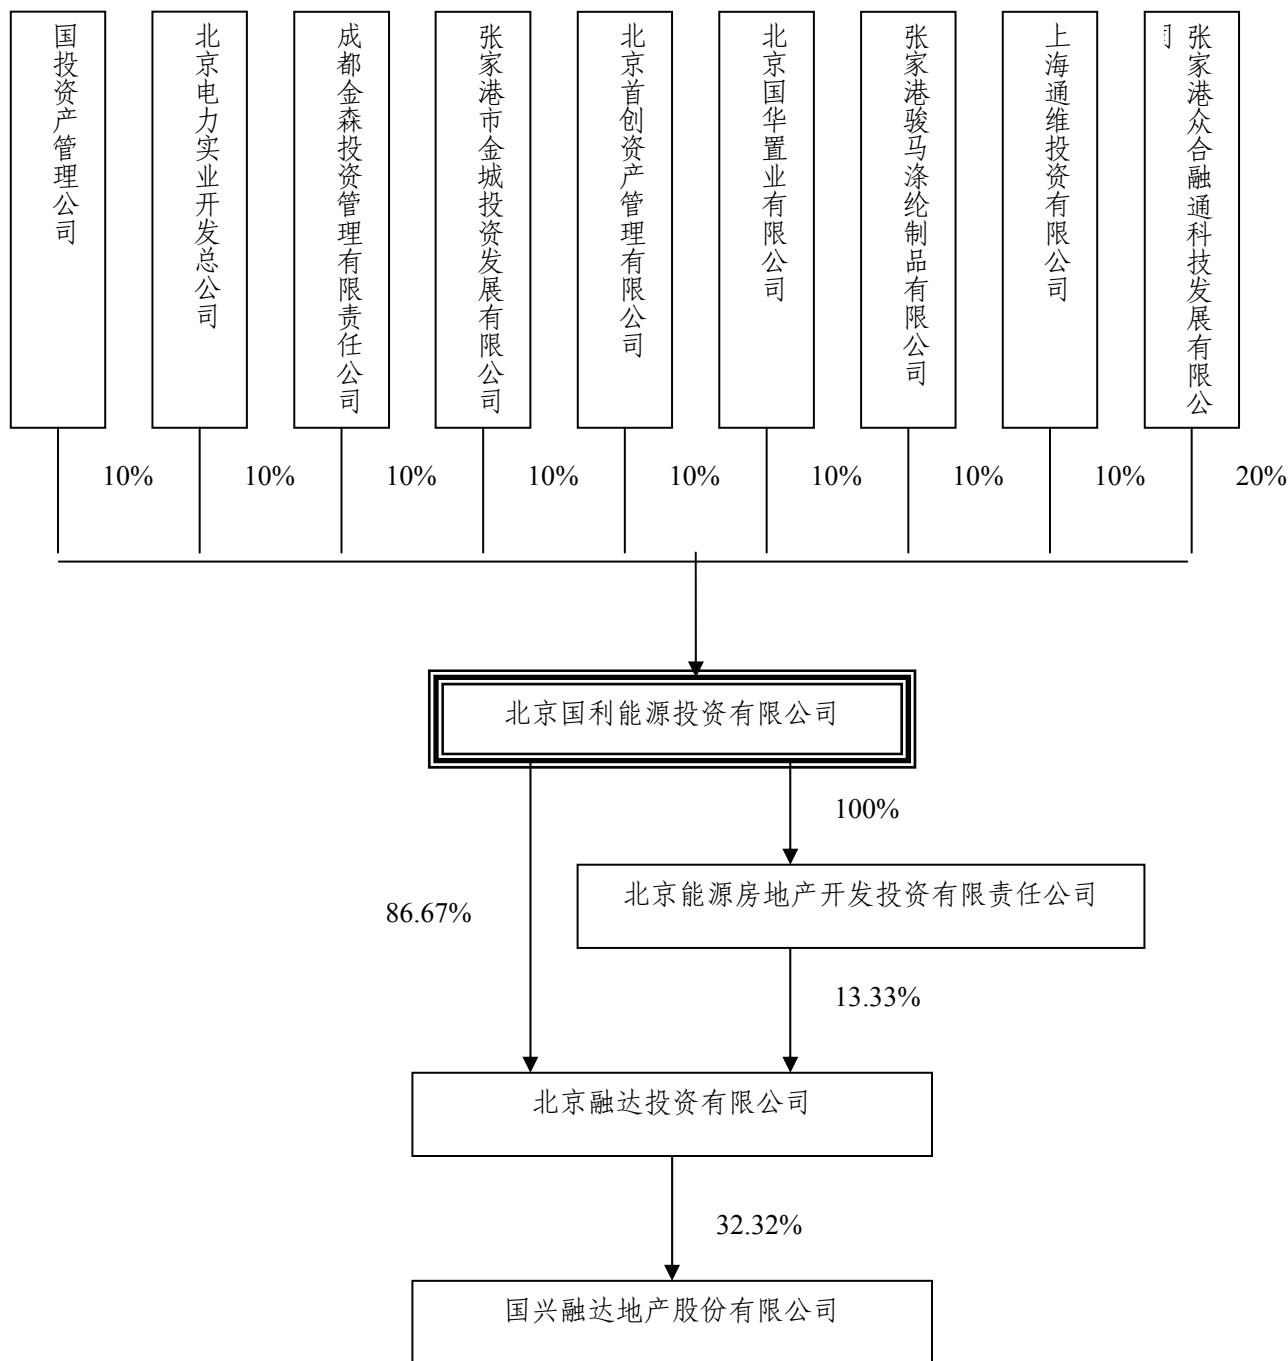 国投资产管理公司
北京电力实业开发总公司
成都金森投资管理有限责任公司
张家港市金城投资发展有限公司
北京首创资产管理有限公司
北京国华置业有限公司
张家港骏马涤纶制品有限公司
上海通维投资有限公司
张家港众合融通科技发展有限公
司
10%
10%
10%
10%
10%
10%
10%
10%
20%
北京国利能源投资有限公司
100%
北京能源房地产开发投资有限责任公司
86.67%
13.33%
北京融达投资有限公司
32.32%
国兴融达地产股份有限公司